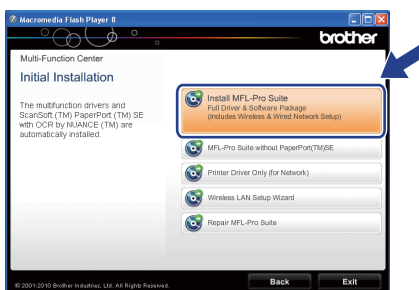 Macromedia Flash Player 8
brother
Multi-Function Center
Initial Installation
The multifunction drivers and
ScanSoft (TM) PaperPort (TM) SE
with OCR by NUANCE (TM) are
automatically installed.
Install MFL-Pro Suite
Full Driver & Software Package
(Includes Wireless & Wired Network Setup)
MFL-Pro Suite without PaperPort(TM)SE
Printer Driver Only (for Network)
Wireless LAN Setup Wizard
Repair MFL-Pro Suite
© 2001-2010 Brother Industries, Ltd. All Rights Reserved.
Back
Exit